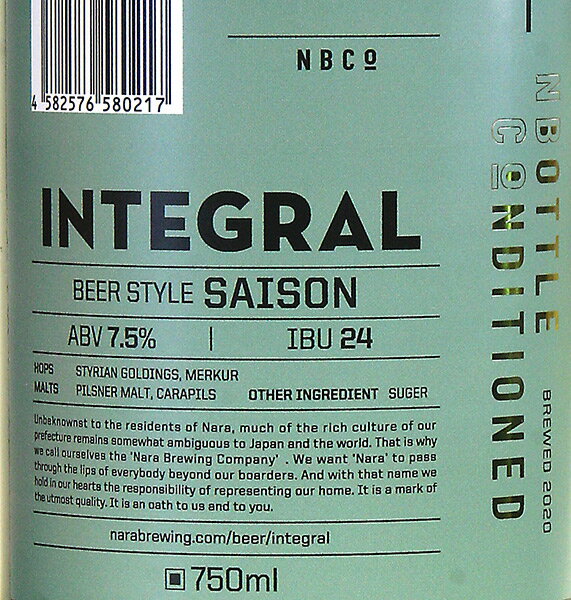 4 582576 580217
NBCo
INTEGRAL
BEER STYLE SAISON
ABV 7.5% | IBU 24
HOPS STYRIAN GOLDINGS, MERKUR
MALTS PILSNER MALT, CARAPILS OTHER INGREDIENT SUGER
Unbeknownst to the residents of Nara, much of the rich culture of our
prefecture remains somewhat ambiguous to Japan and the world. That is why
we call ourselves the 'Nara Brewing Company' . We want 'Nara' to pass
through the lips of everybody beyond our boarders. And with that name we
hold in our hearts the responsibility of representing our home. It is a mark of
the utmost quality. It is an oath to us and to you.
narabrewing.com/beer/integral
750ml
NBOTTLE
CONDITIONED
BREWED 2020